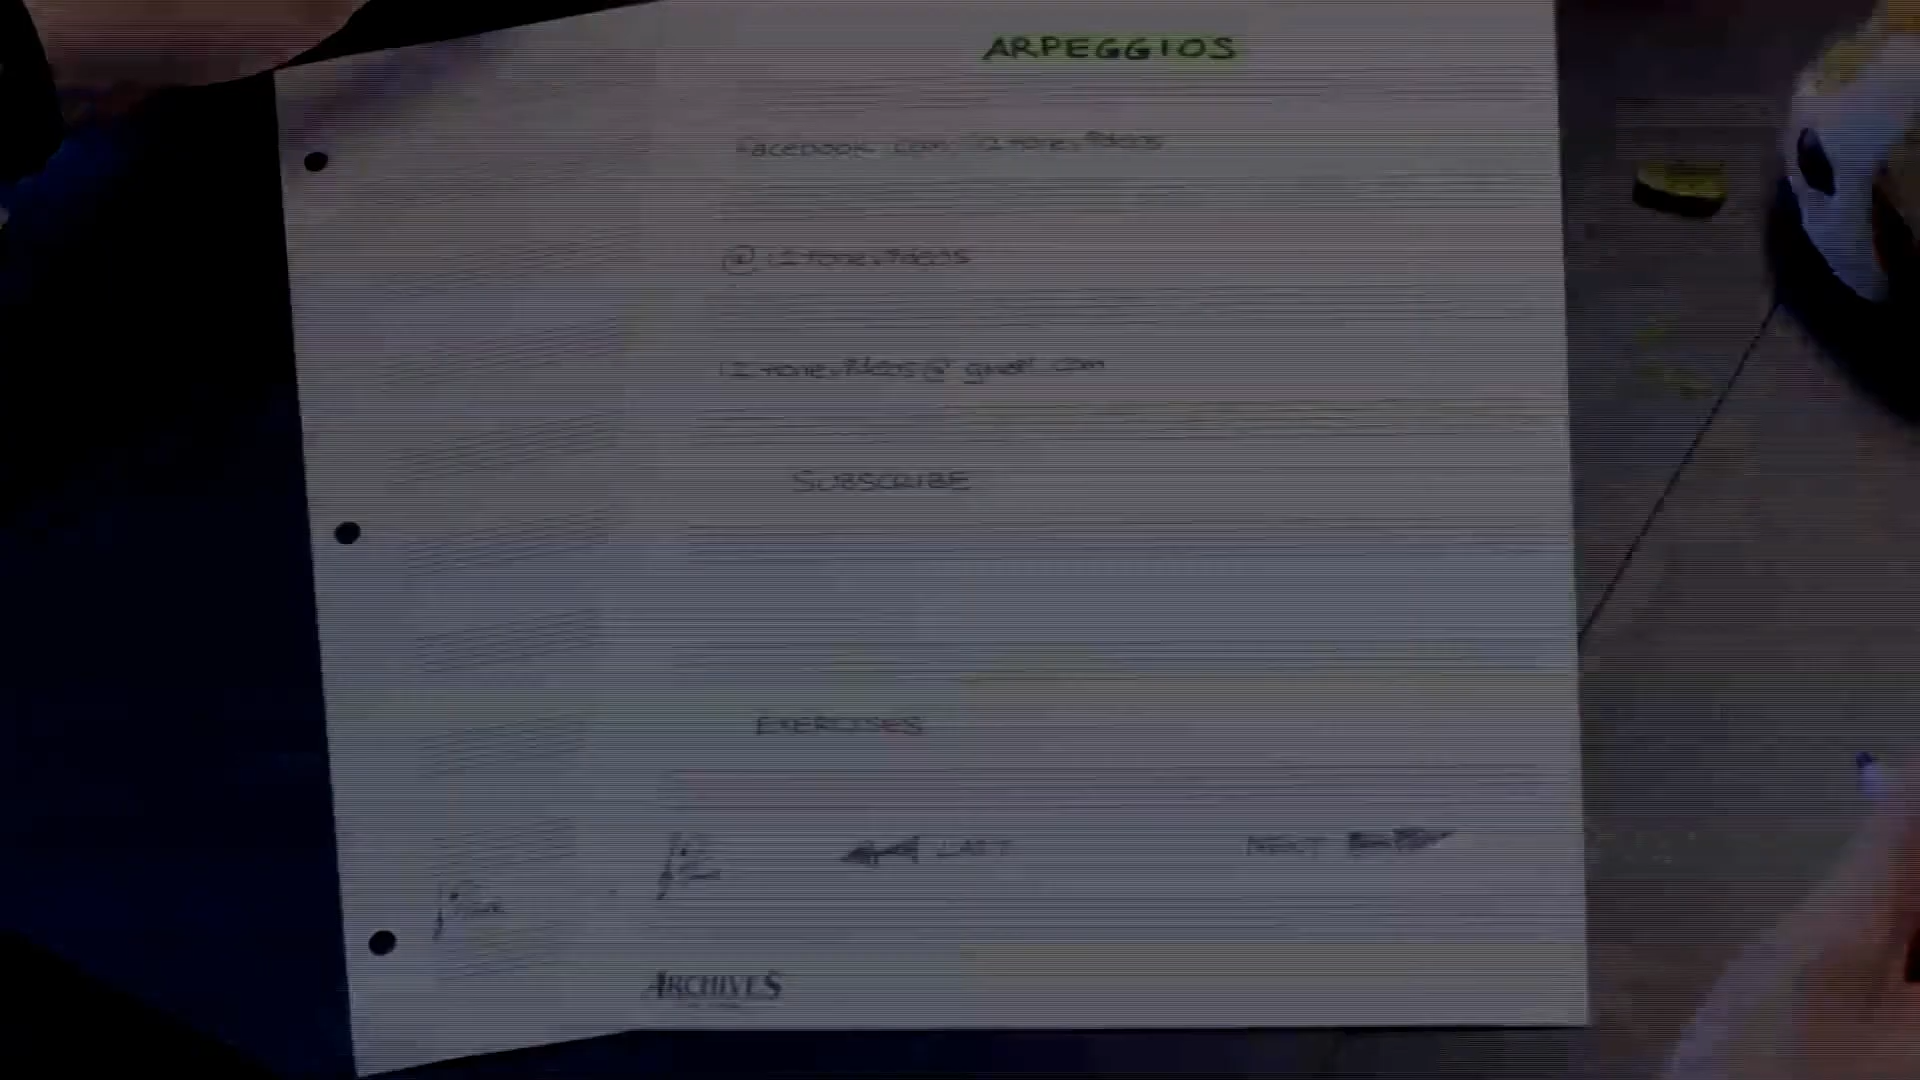 ARPEGGIOS
Facebook.com/12tonevideos
@12tonevideos
12tonevideos@gmail.com
SUBSCRIBE
EXERCISES
LAST
NEXT
ARCHIVES